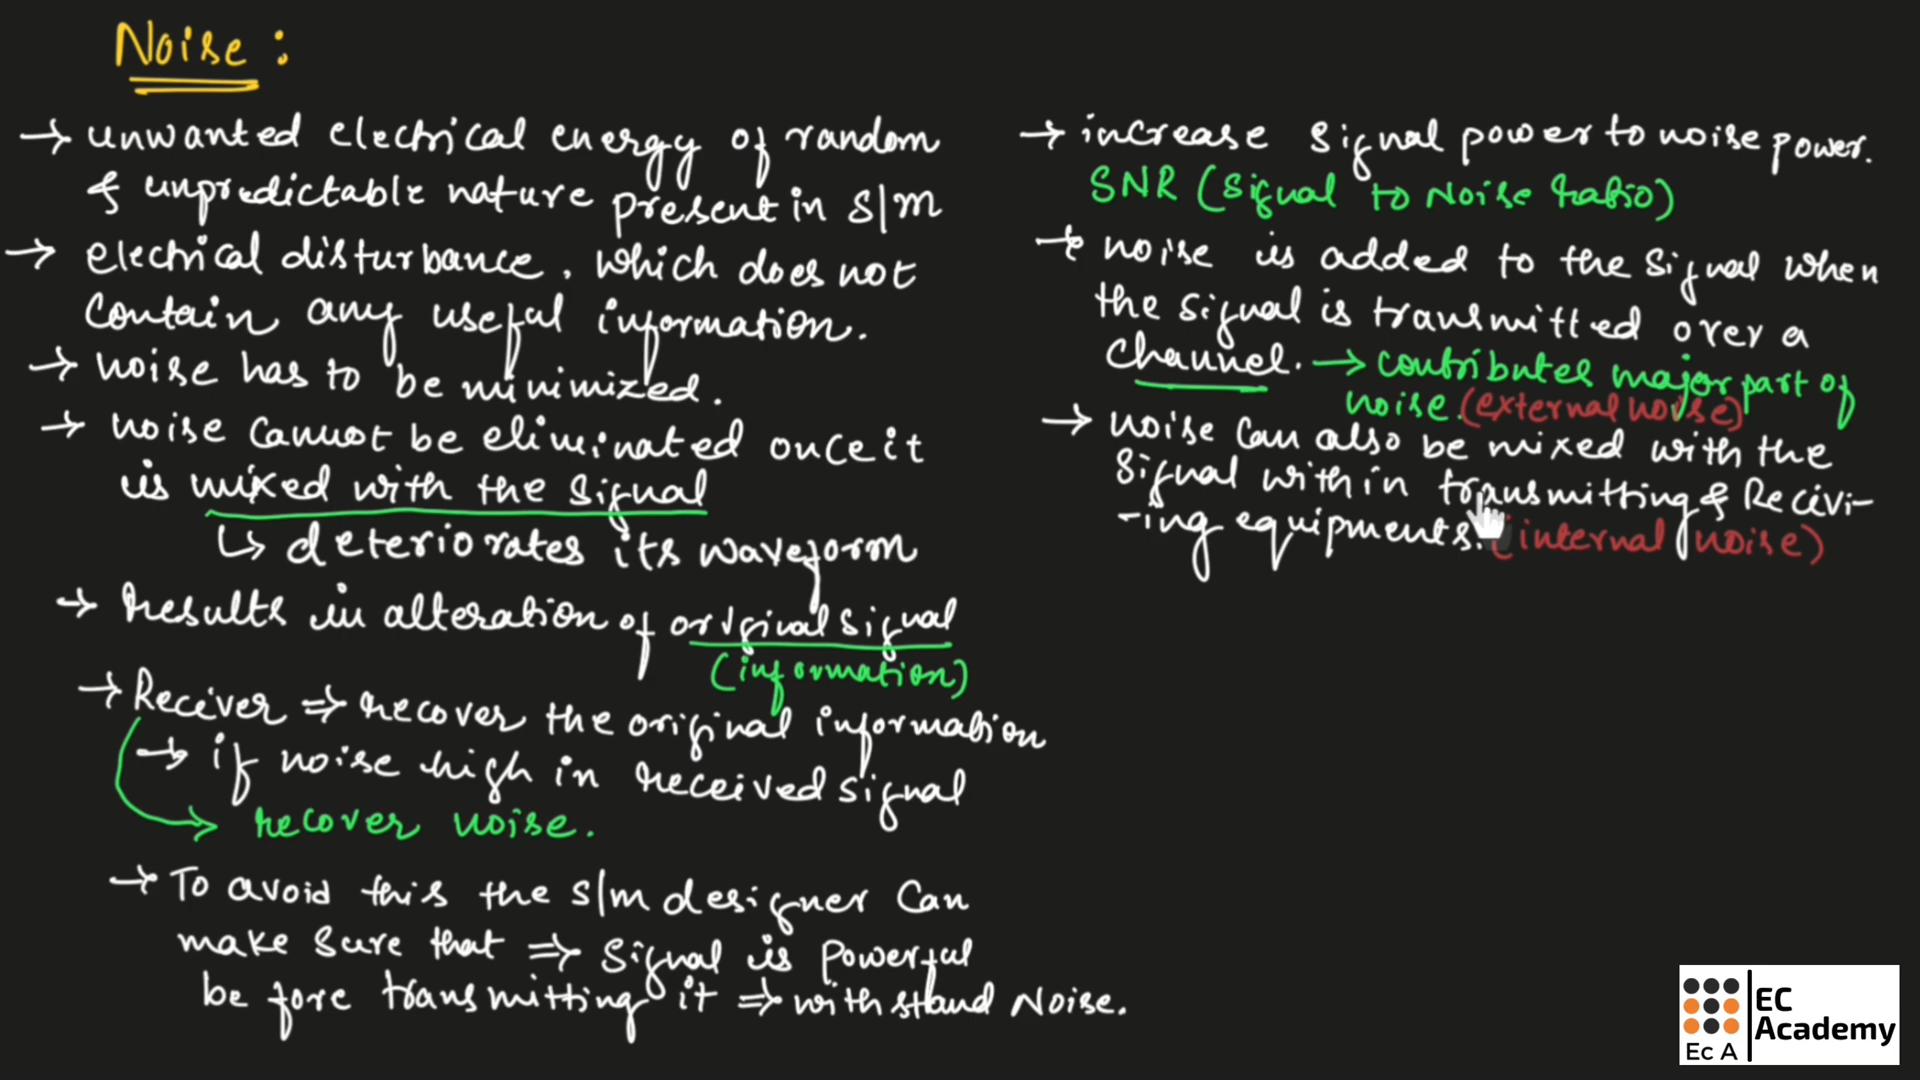 Noise :
→ unwanted electrical energy of random
& unpredictable nature present in s/m
→ electrical disturbance, which does not
contain any useful information.
→ noise has to be minimized.
→ noise cannot be eliminated once it
is mixed with the signal
↳ deteriorates its waveform
→ Results in alteration of original signal
(information)
→ Reciver ⇒ recover the original information
→ if noise high in received signal
→ recover noise.
→ To avoid this the s/m designer can
make sure that ⇒ signal is powerful
before transmitting it ⇒ withstand Noise.
→ increase signal power to noise power.
SNR (Signal to Noise Ratio)
→ noise is added to the signal when
the signal is transmitted over a
channel. → contributes major part of
noise. (external noise)
→ noise can also be mixed with the
signal within transmitting & Recivi-
-ing equipments. (internal noise)
EC
Academy
Ec A